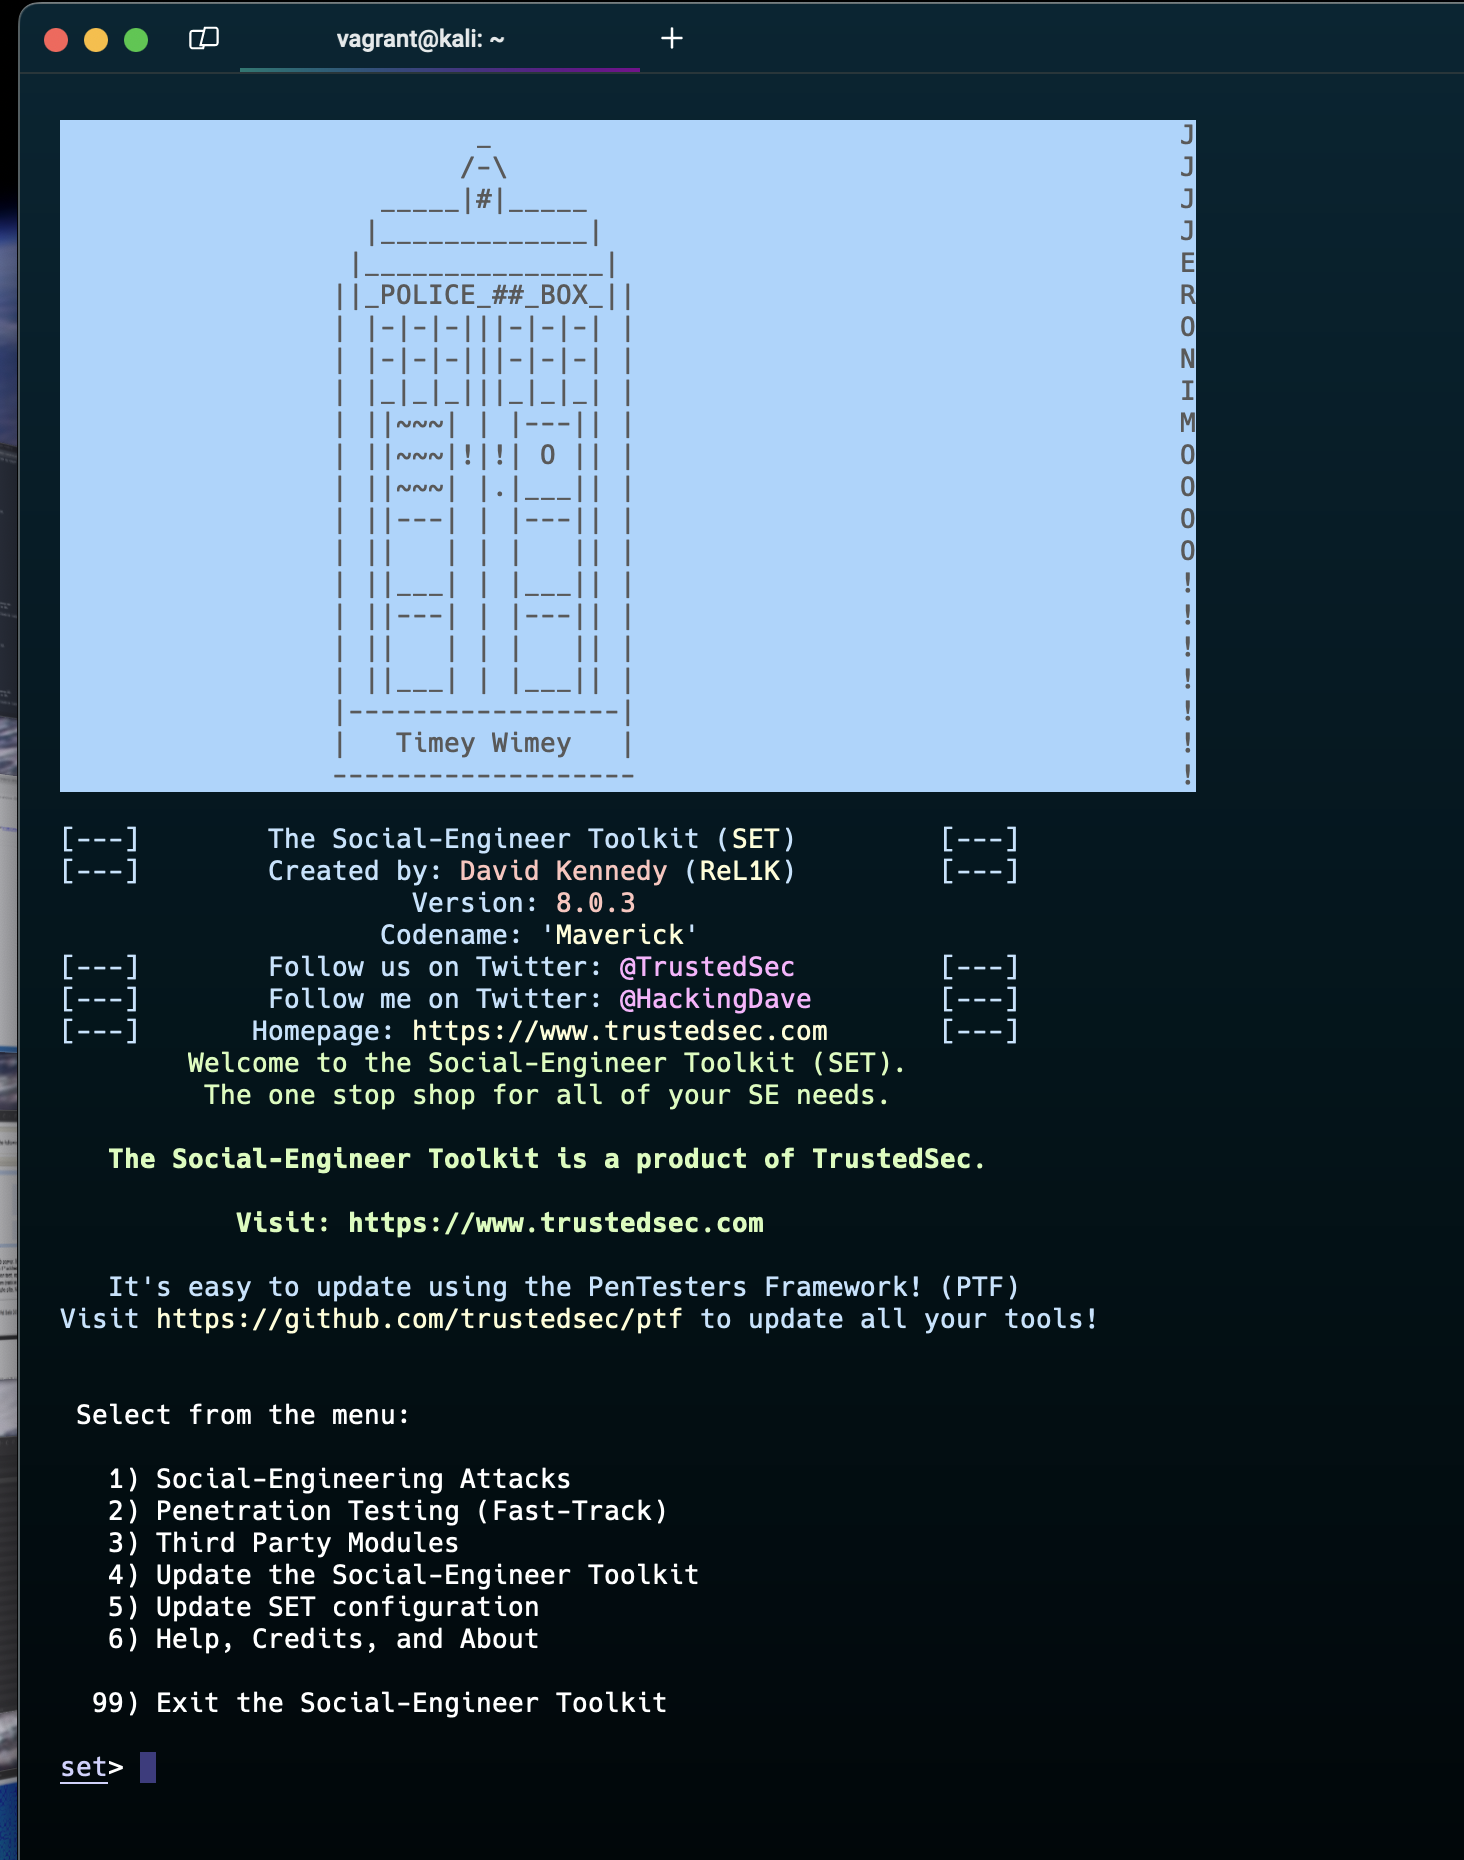 vagrant@kali: ~
                          _                                           J
                         /-\                                          J
                    _____|#|_____                                     J
                   |_____________|                                    J
                  |_______________|                                   E
                 ||_POLICE_##_BOX_||                                  R
                 | |-|-|-|||-|-|-| |                                  O
                 | |-|-|-|||-|-|-| |                                  N
                 | |_|_|_|||_|_|_| |                                  I
                 | ||~~~| | |---|| |                                  M
                 | ||~~~|!|!| O || |                                  O
                 | ||~~~| |.|___|| |                                  O
                 | ||---| | |---|| |                                  O
                 | ||   | | |   || |                                  O
                 | ||___| | |___|| |                                  !
                 | ||---| | |---|| |                                  !
                 | ||   | | |   || |                                  !
                 | ||___| | |___|| |                                  !
                 |-----------------|                                  !
                 |   Timey Wimey   |                                  !
                 -------------------                                  !
[---]        The Social-Engineer Toolkit (SET)         [---]
[---]        Created by: David Kennedy (ReL1K)         [---]
                      Version: 8.0.3
                    Codename: 'Maverick'
[---]        Follow us on Twitter: @TrustedSec         [---]
[---]        Follow me on Twitter: @HackingDave        [---]
[---]       Homepage: https://www.trustedsec.com       [---]
        Welcome to the Social-Engineer Toolkit (SET).
         The one stop shop for all of your SE needs.
   The Social-Engineer Toolkit is a product of TrustedSec.
           Visit: https://www.trustedsec.com
   It's easy to update using the PenTesters Framework! (PTF)
Visit https://github.com/trustedsec/ptf to update all your tools!
 Select from the menu:
   1) Social-Engineering Attacks
   2) Penetration Testing (Fast-Track)
   3) Third Party Modules
   4) Update the Social-Engineer Toolkit
   5) Update SET configuration
   6) Help, Credits, and About
  99) Exit the Social-Engineer Toolkit
set>